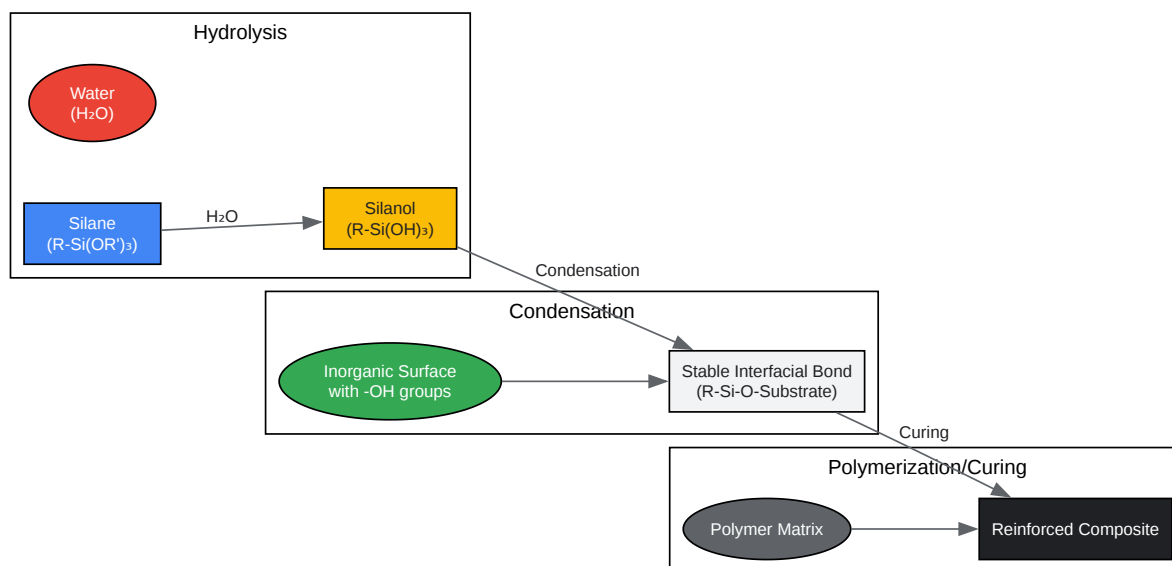 Hydrolysis
Water
(H₂O)
Silane
(R-Si(OR')₃)
H₂O
Silanol
(R-Si(OH)₃)
Condensation
Condensation
Inorganic Surface
with -OH groups
Stable Interfacial Bond
(R-Si-O-Substrate)
Curing
Polymerization/Curing
Polymer Matrix
Reinforced Composite